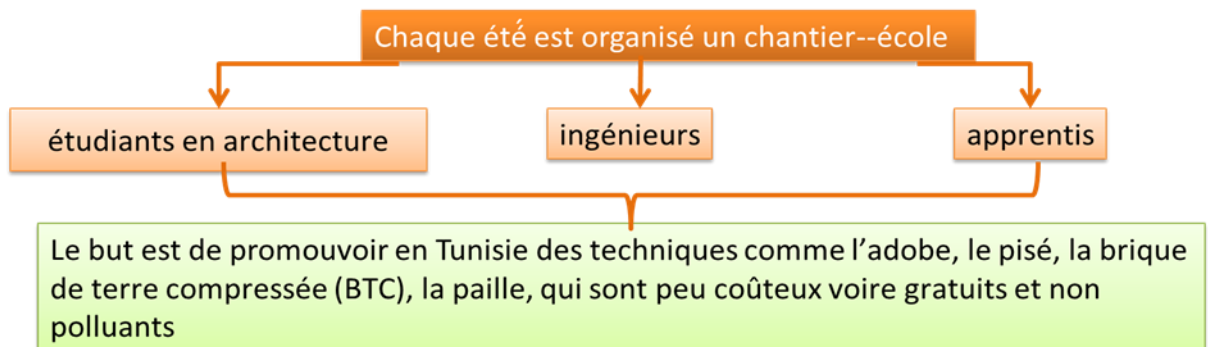 Chaque été est organisé un chantier--école
étudiants en architecture
ingénieurs
apprentis
Le but est de promouvoir en Tunisie des techniques comme l’adobe, le pisé, la brique
de terre compressée (BTC), la paille, qui sont peu coûteux voire gratuits et non
polluants